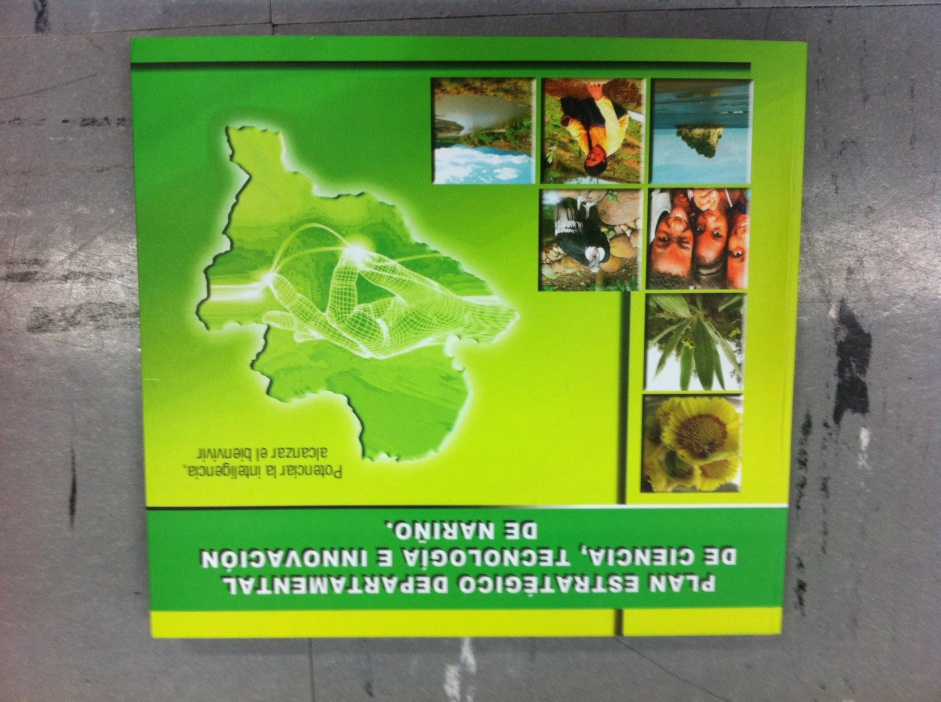 PLAN ESTRATÉGICO DEPARTAMENTAL
DE CIENCIA, TECNOLOGÍA E INNOVACIÓN
DE NARIÑO.
Potenciar la inteligencia,
alcanzar el bienvivir